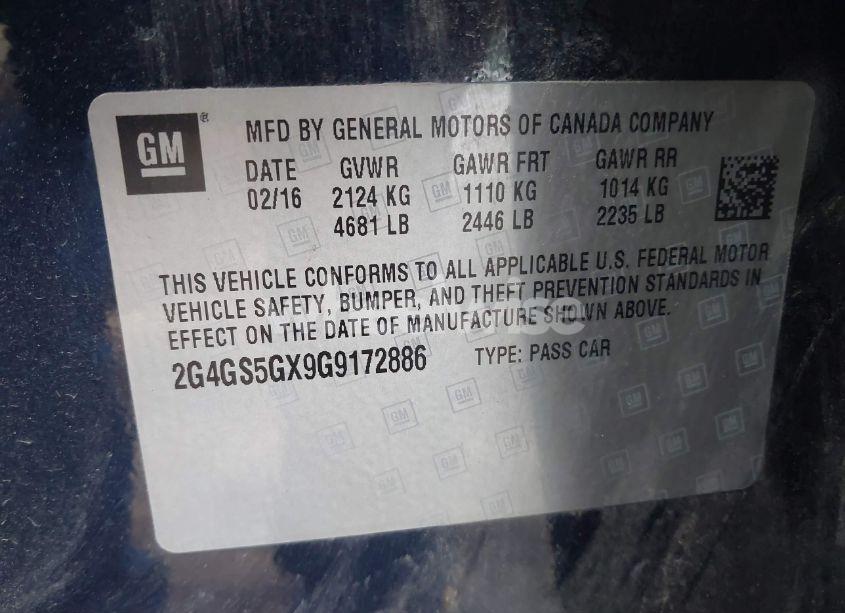 GM ®
MFD BY GENERAL MOTORS OF CANADA COMPANY
DATE GVWR GAWR FRT GAWR RR
02/16 2124 KG 1110 KG 1014 KG
4681 LB 2446 LB 2235 LB
THIS VEHICLE CONFORMS TO ALL APPLICABLE U.S. FEDERAL MOTOR
VEHICLE SAFETY, BUMPER, AND THEFT PREVENTION STANDARDS IN
EFFECT ON THE DATE OF MANUFACTURE SHOWN ABOVE.
2G4GS5GX9G9172886 TYPE: PASS CAR